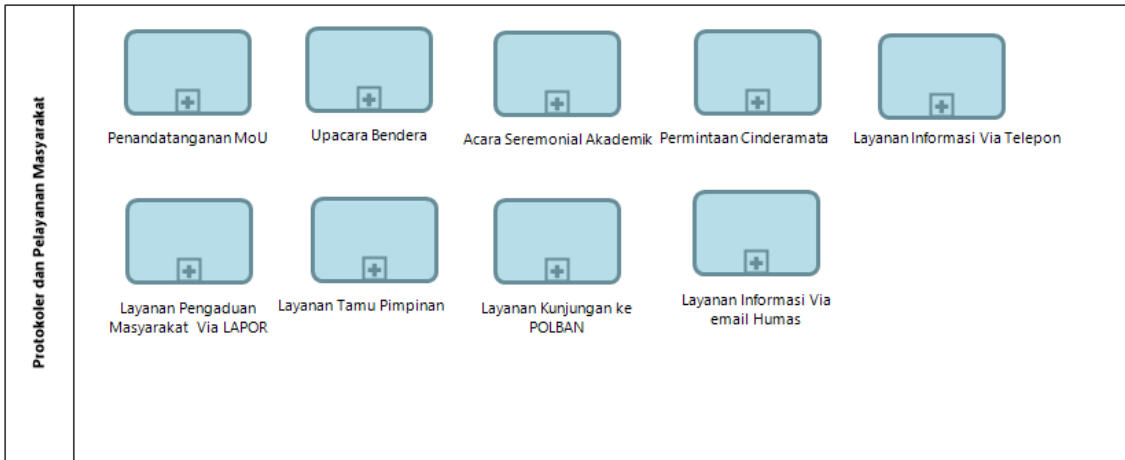 Protokoler dan Pelayanan Masyarakat
Penandatanganan MoU
Upacara Bendera
Acara Seremonial Akademik
Permintaan Cinderamata
Layanan Informasi Via Telepon
Layanan Pengaduan
Masyarakat Via LAPOR
Layanan Tamu Pimpinan
Layanan Kunjungan ke
POLBAN
Layanan Informasi Via
email Humas